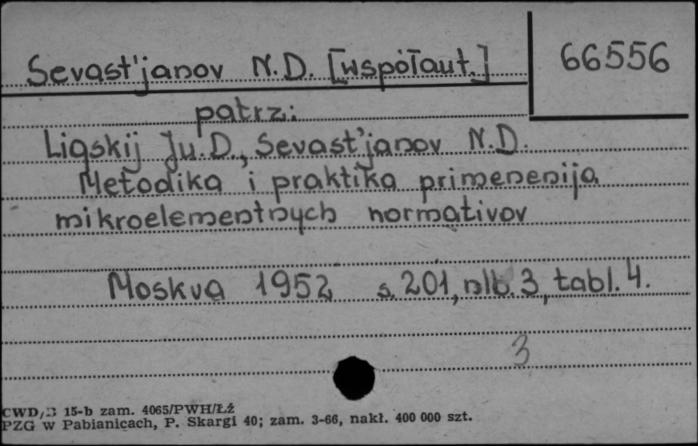 Sevast'janov N.D. [współaut.]
66556
patrz:
Ligskij Ju.D., Sevast'janov N.D.
Metodika i praktika primenenija
mikroelementnych normativov
Moskva 1952 s. 201, nlb. 3, tabl. 4.
3
CWD/B 15-b zam. 4065/PWH/ŁŻ
PZG w Pabianicach, P. Skargi 40; zam. 3-66, nakł. 400 000 szt.